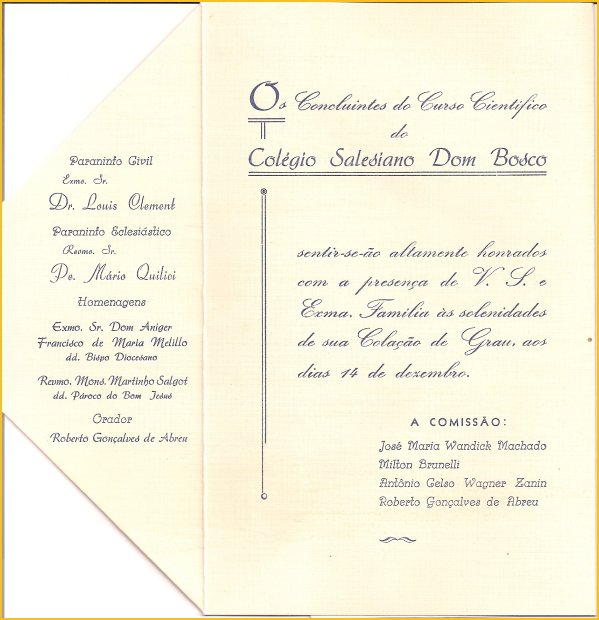 Paraninfo Civil
Exmo. Sr.
Dr. Louis Clement
Paraninfo Eclesiástico
Revmo. Sr.
Pe. Mário Quilici
Homenagens
Exmo. Sr. Dom Aniger
Francisco de Maria Melillo
dd. Bispo Diocesano
Revmo. Mons. Martinho Salgot
dd. Pároco do Bom Jesus
Orador
Roberto Gonçalves de Abreu
Os Concluintes do Curso Científico
do
Colégio Salesiano Dom Bosco
sentir-se-ão altamente honrados
com a presença de V. S. e
Exma. Família às solenidades
de sua Colação de Grau, aos
dias 14 de dezembro.
A COMISSÃO:
José Maria Wandick Machado
Milton Brunelli
Antônio Gelso Wagner Zanin
Roberto Gonçalves de Abreu